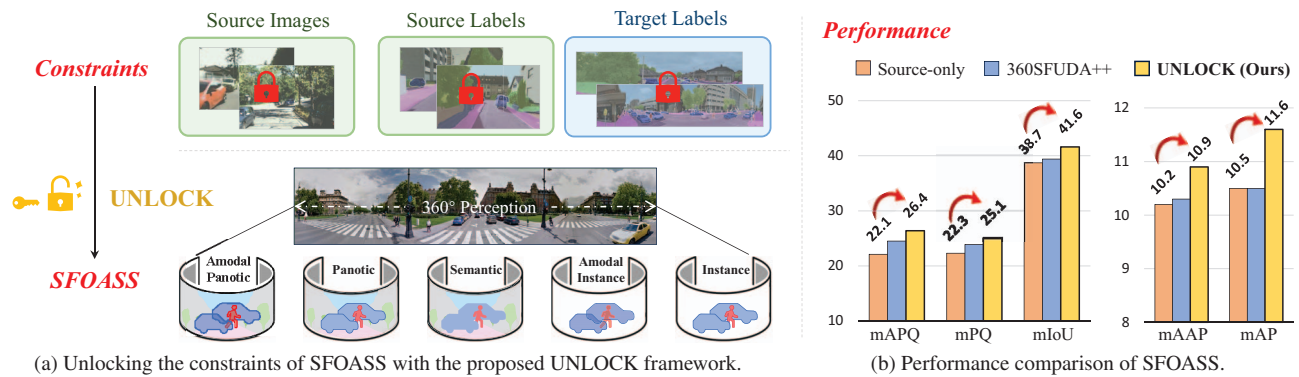 Source Images
Source Labels
Target Labels
Constraints
UNLOCK
360° Perception
SFOASS
Amodal
Panotic
Panotic
Semantic
Amodal
Instance
Instance
(a) Unlocking the constraints of SFOASS with the proposed UNLOCK framework.
Performance
Source-only
360SFUDA++
UNLOCK (Ours)
50
40
30
20
10
22.1
26.4
22.3
25.1
38.7
41.6
mAPQ
mPQ
mIoU
12
11
10
9
8
10.2
10.9
10.5
11.6
mAAP
mAP
(b) Performance comparison of SFOASS.